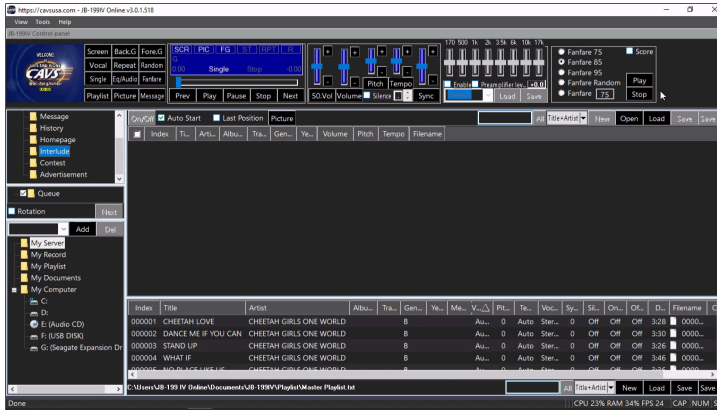 https://cavsusa.com - JB-199IV Online v3.0.1.518
View Tools Help
JB-199IV Control panel
WELCOME
CAVS
Screen Back.G Fore.G
Vocal Repeat Random
Single Eq/Audio Fanfare
Playlist Picture Message
SCR PIC FG ST RPT R
G
0:00 Single Stop -0:00
Prev Play Pause Stop Next
Pitch Tempo
S0.Vol Volume Silence Sync
170 500 1k 2k 3.5k 6k 10k 17k
Enable Preamplifier lev.. +0.0
Load Save
Fanfare 75
Fanfare 85
Fanfare 95
Fanfare Random
Fanfare 75
Score
Play
Stop
Message
History
Homepage
Interlude
Contest
Advertisement
Queue
Rotation Next
Add Del
My Server
My Record
My Playlist
My Documents
My Computer
C:
D:
E: (Audio CD)
F: (USB DISK)
G: (Seagate Expansion Dr
On/Off Auto Start Last Position Picture All Title+Artist New Open Load Save Save
Index Ti... Arti... Albu... Tra... Gen... Ye... Volume Pitch Tempo Filename
Index Title Artist Albu... Tra... Gen... Ye... Me... V... Pit... Te... Voc... Sy... Sil... On... Of... D... Filename C
000001 CHEETAH LOVE CHEETAH GIRLS ONE WORLD B Au... 0 Auto Ster... 0 Off Off Off 3:28 0000...
000002 DANCE ME IF YOU CAN CHEETAH GIRLS ONE WORLD B Au... 0 Auto Ster... 0 Off Off Off 3:30 0000...
000003 STAND UP CHEETAH GIRLS ONE WORLD B Au... 0 Auto Ster... 0 Off Off Off 3:26 0000...
000004 WHAT IF CHEETAH GIRLS ONE WORLD B Au... 0 Auto Ster... 0 Off Off Off 3:46 0000...
C:\Users\JB-199 IV Online\Documents\JB-199IV\Playlist\Master Playlist.txt All Title+Artist New Load Save Save
Done CPU 23% RAM 34% FPS 24 CAP NUM S